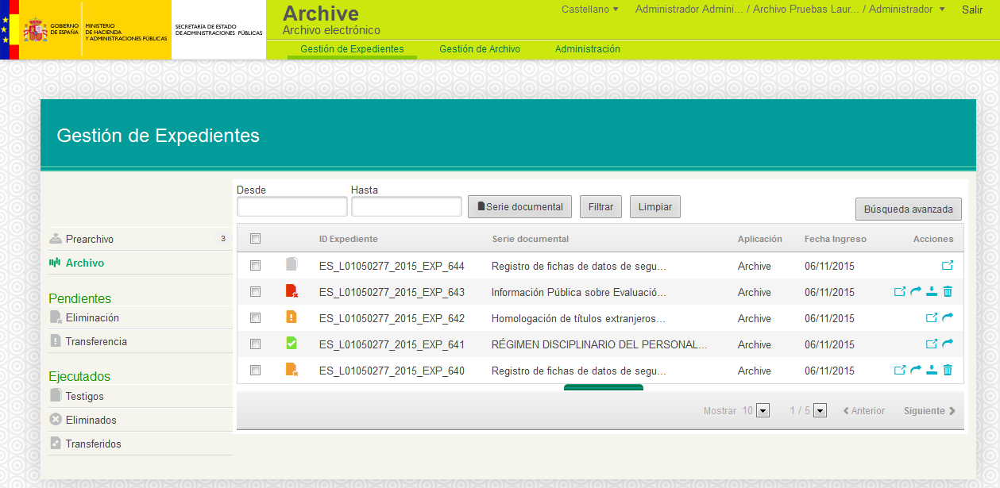 GOBIERNO
DE ESPAÑA
MINISTERIO
DE HACIENDA
Y ADMINISTRACIONES PÚBLICAS
SECRETARÍA DE ESTADO
DE ADMINISTRACIONES PÚBLICAS
Archive
Archivo electrónico
Castellano
Administrador Admini... / Archivo Pruebas Laur... / Administrador
Salir
Gestión de Expedientes
Gestión de Archivo
Administración
Gestión de Expedientes
Prearchivo 3
Archivo
Pendientes
Eliminación
Transferencia
Ejecutados
Testigos
Eliminados
Transferidos
Desde
Hasta
Serie documental
Filtrar
Limpiar
Búsqueda avanzada
ID Expediente Serie documental Aplicación Fecha Ingreso Acciones
ES_L01050277_2015_EXP_644 Registro de fichas de datos de segu... Archive 06/11/2015
ES_L01050277_2015_EXP_643 Información Pública sobre Evaluació... Archive 06/11/2015
ES_L01050277_2015_EXP_642 Homologación de títulos extranjeros... Archive 06/11/2015
ES_L01050277_2015_EXP_641 RÉGIMEN DISCIPLINARIO DEL PERSONAL... Archive 06/11/2015
ES_L01050277_2015_EXP_640 Registro de fichas de datos de segu... Archive 06/11/2015
Mostrar 10 1 / 5 Anterior Siguiente